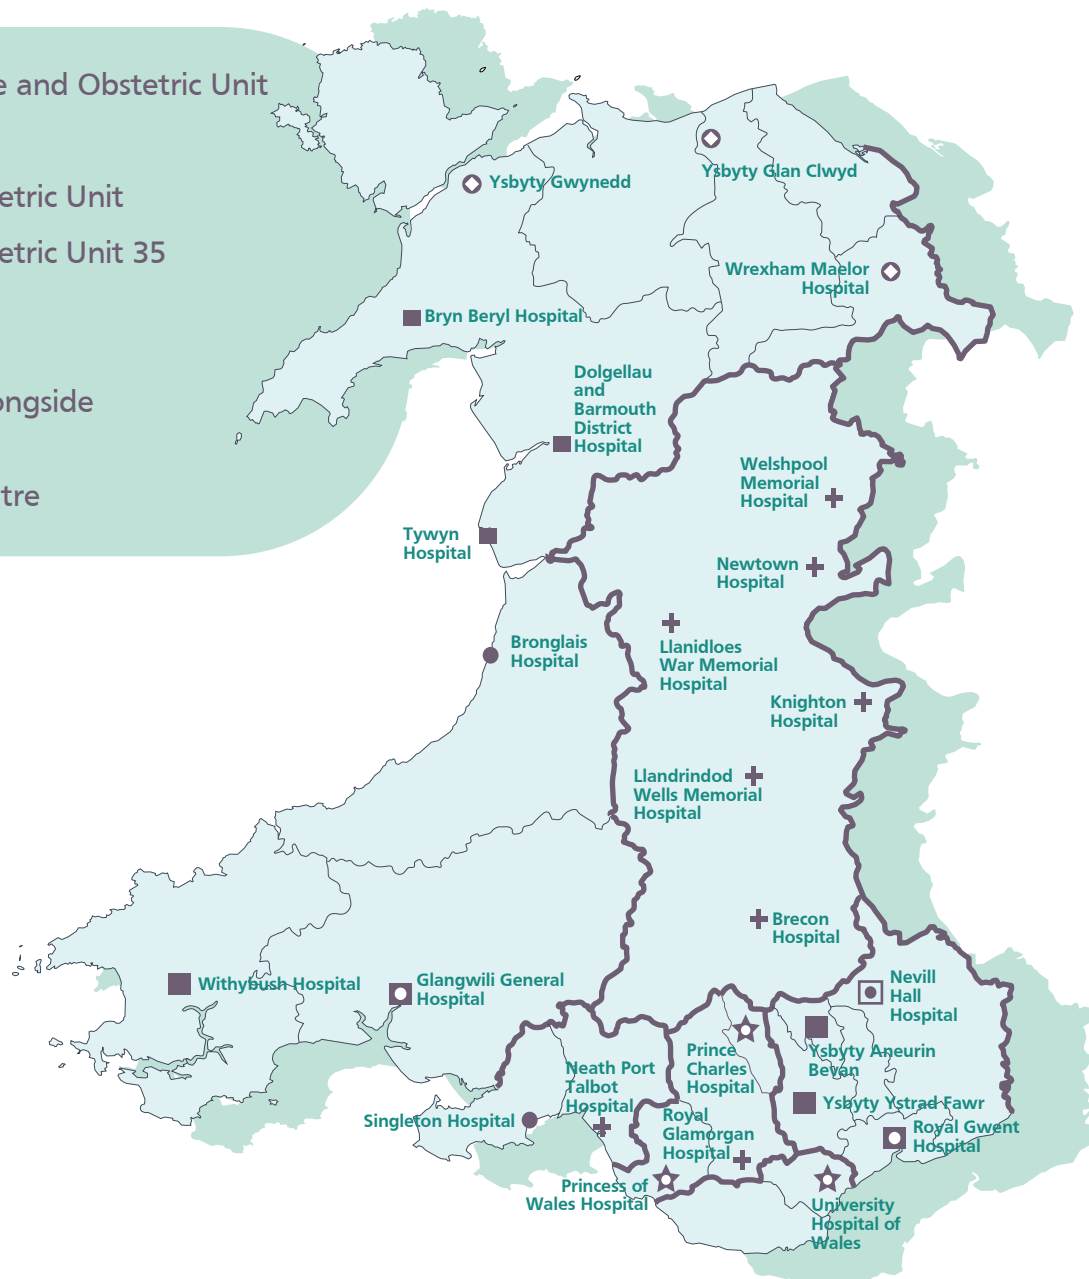 e and Obstetric Unit
etric Unit
etric Unit 35
ongside
tre
Ysbyty Gwynedd
Ysbyty Glan Clwyd
Wrexham Maelor
Hospital
Bryn Beryl Hospital
Dolgellau
and
Barmouth
District
Hospital
Welshpool
Memorial
Hospital
Tywyn
Hospital
Newtown
Hospital
Bronglais
Hospital
Llanidloes
War Memorial
Hospital
Knighton
Hospital
Llandrindod
Wells Memorial
Hospital
Brecon
Hospital
Withybush Hospital
Glangwili General
Hospital
Nevill
Hall
Hospital
Neath Port
Talbot
Hospital
Prince
Charles
Hospital
Ysbyty Aneurin
Bevan
Ysbyty Ystrad Fawr
Singleton Hospital
Royal
Glamorgan
Hospital
Royal Gwent
Hospital
Princess of
Wales Hospital
University
Hospital of
Wales